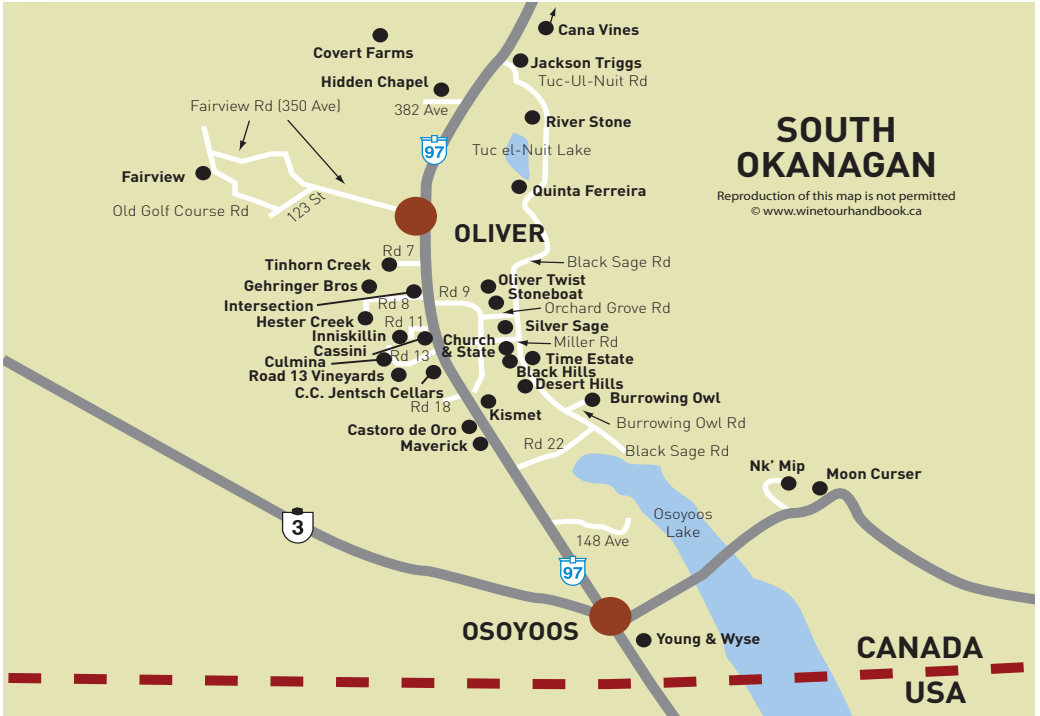 Cana Vines
Covert Farms
Jackson Triggs
Tuc-Ul-Nuit Rd
Hidden Chapel
382 Ave
Fairview Rd (350 Ave)
River Stone
97
Tuc el-Nuit Lake
SOUTH
OKANAGAN
Reproduction of this map is not permitted
© www.winetourhandbook.ca
Fairview
Quinta Ferreira
Old Golf Course Rd
123 St
OLIVER
Rd 7
Tinhorn Creek
Black Sage Rd
Gehringer Bros
Oliver Twist
Rd 9
Stoneboat
Intersection
Rd 8
Orchard Grove Rd
Hester Creek
Rd 11
Silver Sage
Inniskillin
Church
& State
Miller Rd
Cassini
Rd 13
Culmina
Time Estate
Black Hills
Road 13 Vineyards
Desert Hills
C.C. Jentsch Cellars
Burrowing Owl
Rd 18
Kismet
Burrowing Owl Rd
Castoro de Oro
Maverick
Rd 22
Black Sage Rd
Nk' Mip
Moon Curser
3
Osoyoos
Lake
148 Ave
97
OSOYOOS
Young & Wyse
CANADA
USA